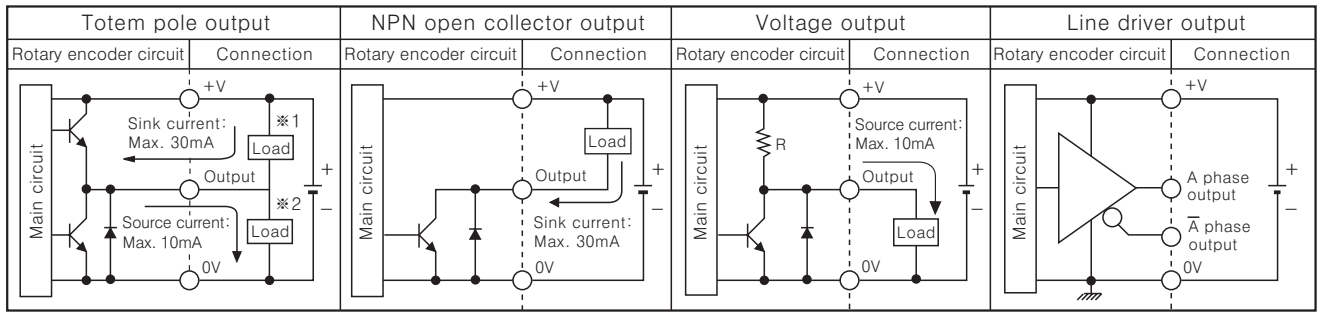 Totem pole output
Rotary encoder circuit
Connection
Main circuit
+V
Sink current:
Max. 30mA
※1
Load
Output
※2
Source current:
Max. 10mA
Load
0V
+
−
NPN open collector output
Rotary encoder circuit
Connection
Main circuit
+V
Load
Output
Sink current:
Max. 30mA
0V
+
−
Voltage output
Rotary encoder circuit
Connection
Main circuit
+V
R
Source current:
Max. 10mA
Output
Load
0V
+
−
Line driver output
Rotary encoder circuit
Connection
Main circuit
+V
A phase
output
A̅ phase
output
0V
+
−